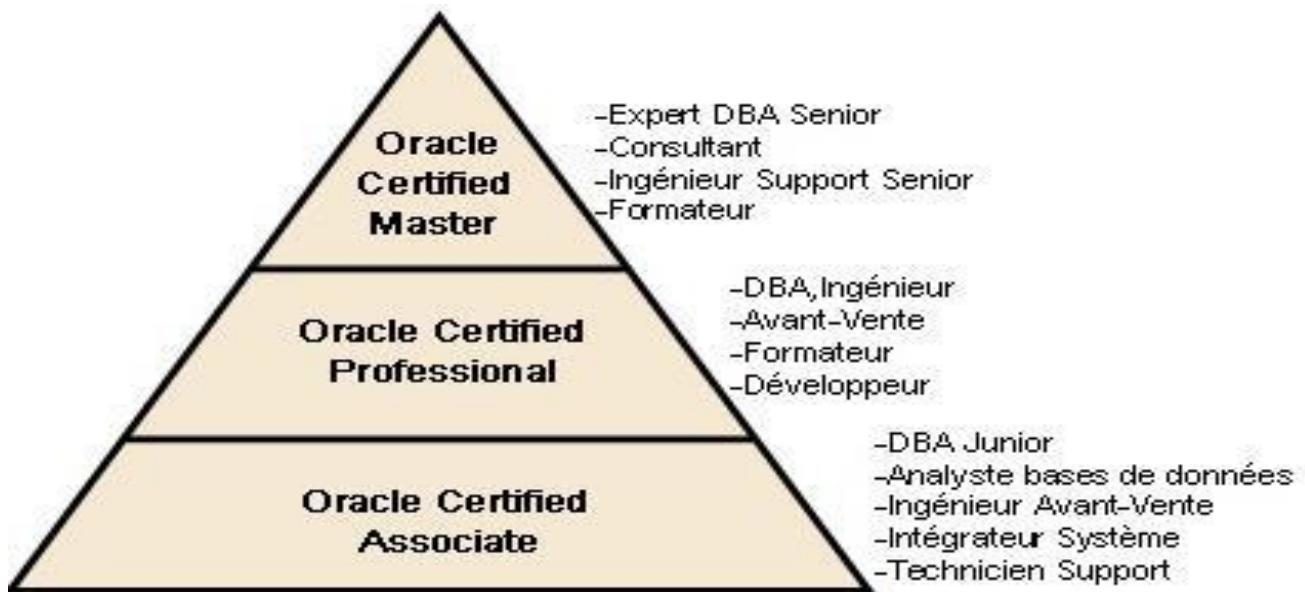 Oracle
Certified
Master
-Expert DBA Senior
-Consultant
-Ingénieur Support Senior
-Formateur
Oracle Certified
Professional
-DBA,Ingénieur
-Avant-Vente
-Formateur
-Développeur
Oracle Certified
Associate
-DBA Junior
-Analyste bases de données
-Ingénieur Avant-Vente
-Intégrateur Système
-Technicien Support